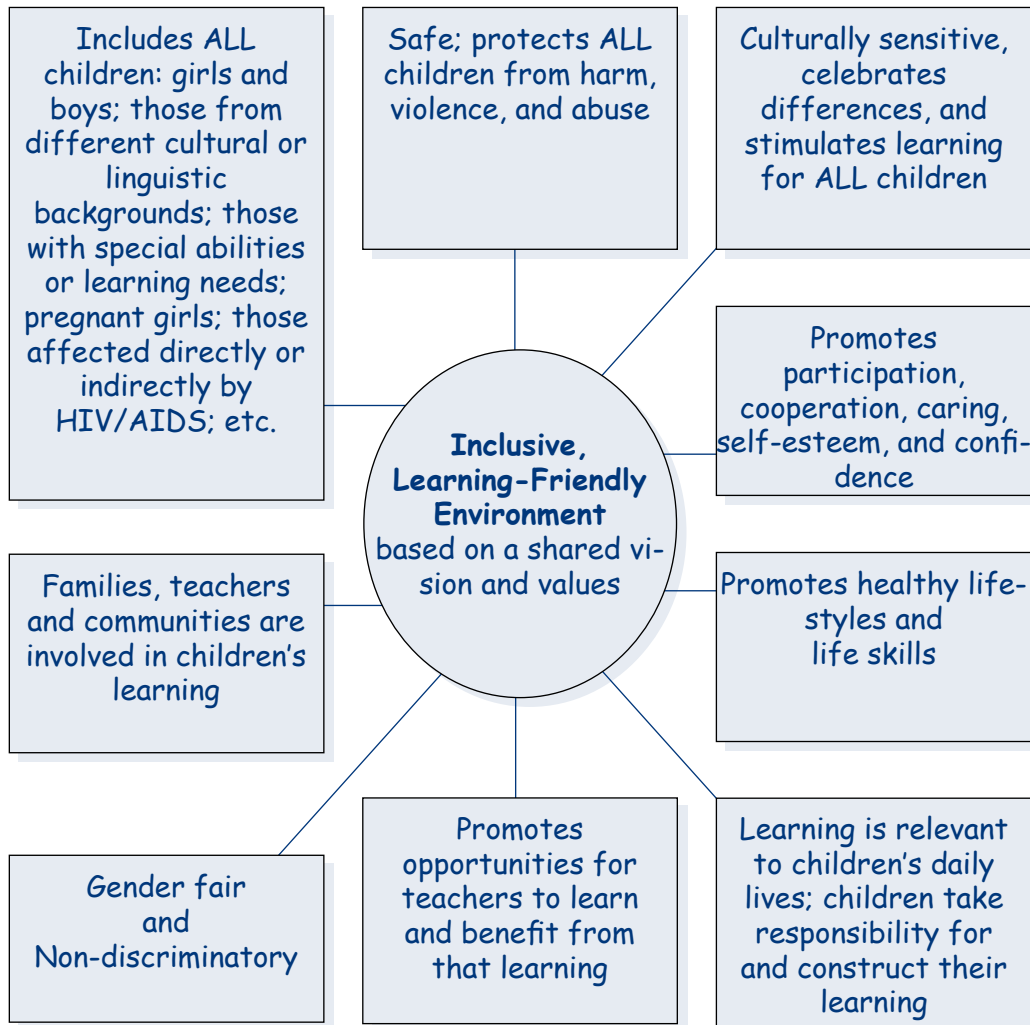 Includes ALL
children: girls and
boys; those from
different cultural or
linguistic
backgrounds; those
with special abilities
or learning needs;
pregnant girls; those
affected directly or
indirectly by
HIV/AIDS; etc.
Safe; protects ALL
children from harm,
violence, and abuse
Culturally sensitive,
celebrates
differences, and
stimulates learning
for ALL children
Promotes
participation,
cooperation, caring,
self-esteem, and confi-
dence
Inclusive,
Learning-Friendly
Environment
based on a shared vi-
sion and values
Families, teachers
and communities are
involved in children's
learning
Promotes healthy life-
styles and
life skills
Gender fair
and
Non-discriminatory
Promotes
opportunities for
teachers to learn
and benefit from
that learning
Learning is relevant
to children's daily
lives; children take
responsibility for
and construct their
learning